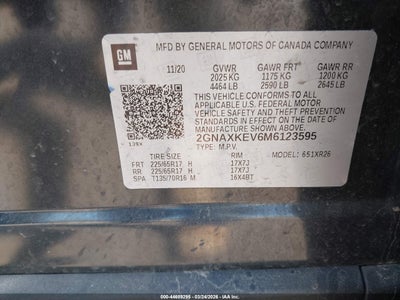 GM
MFD BY GENERAL MOTORS OF CANADA COMPANY
11/20 GVWR GAWR FRT GAWR RR
2025 KG 1175 KG 1200 KG
4464 LB 2590 LB 2645 LB
THIS VEHICLE CONFORMS TO ALL APPLICABLE
U.S. FEDERAL MOTOR
VEHICLE SAFETY, BUMPER, AND THEFT
PREVENTION STANDARDS IN EFFECT ON
THE DATE OF MANUFACTURE SHOWN ABOVE.
2GNAXKEV6M6123595
TYPE: M.P.V. MODEL: 651XR26
TIRE SIZE RIM
FRT 225/65R17 H 17X7J
RR 225/65R17 H 17X7J
SPA T135/70R16 M 16X4BT
000-44609295 - 03/24/2026 - IAA Inc.